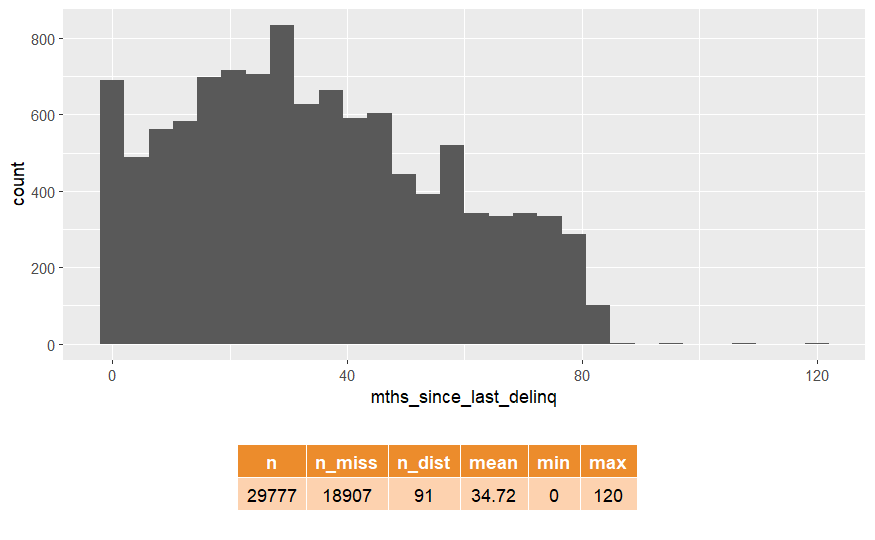 800
600
400
200
0
count
0 40 80 120
mths_since_last_delinq
n n_miss n_dist mean min max
29777 18907 91 34.72 0 120